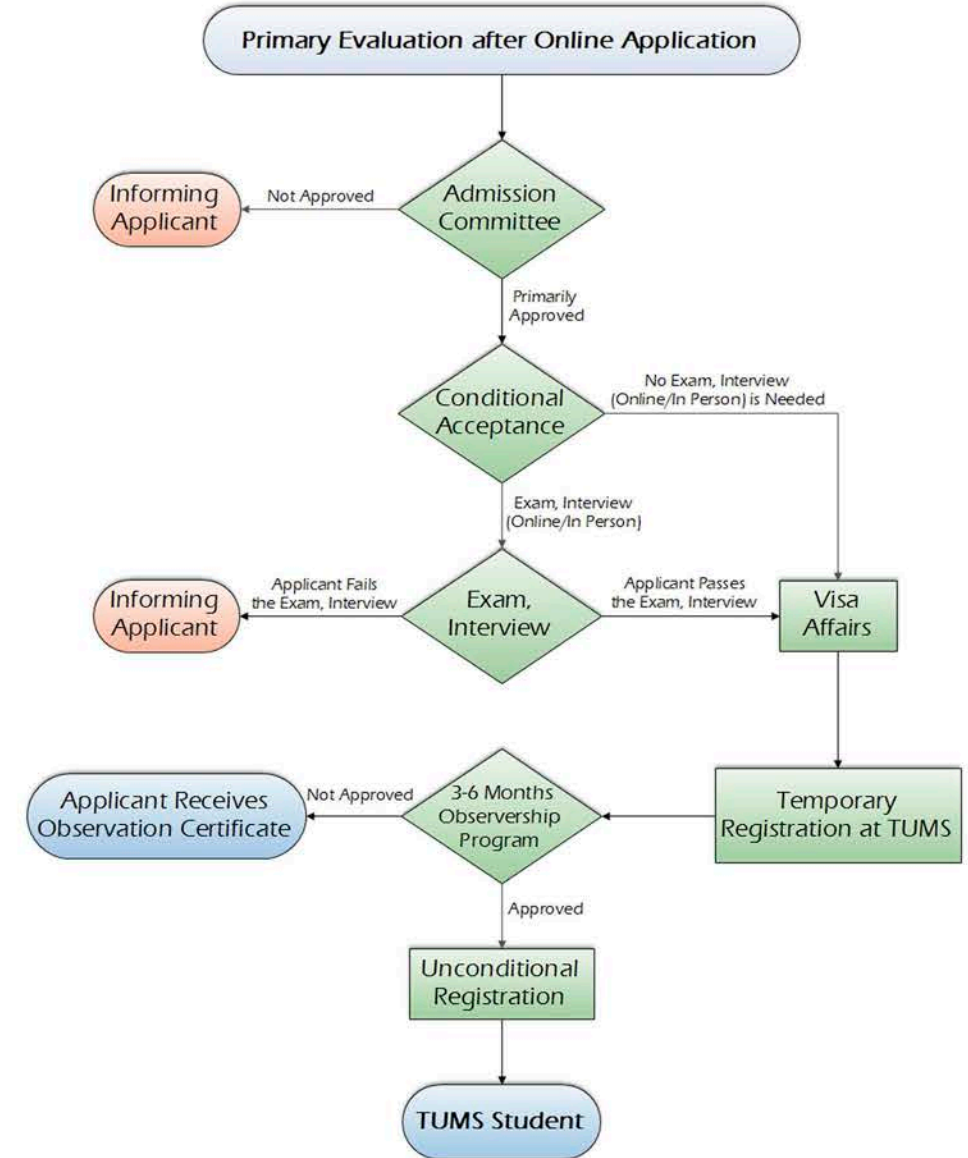 Primary Evaluation after Online Application
Admission
Committee
Not Approved
Informing
Applicant
Primarily
Approved
Conditional
Acceptance
No Exam, Interview
(Online/In Person) is Needed
Exam, Interview
(Online/In Person)
Informing
Applicant
Applicant Fails
the Exam, Interview
Exam,
Interview
Applicant Passes
the Exam, Interview
Visa
Affairs
Applicant Receives
Observation Certificate
Not Approved
3-6 Months
Observership
Program
Temporary
Registration at TUMS
Approved
Unconditional
Registration
TUMS Student